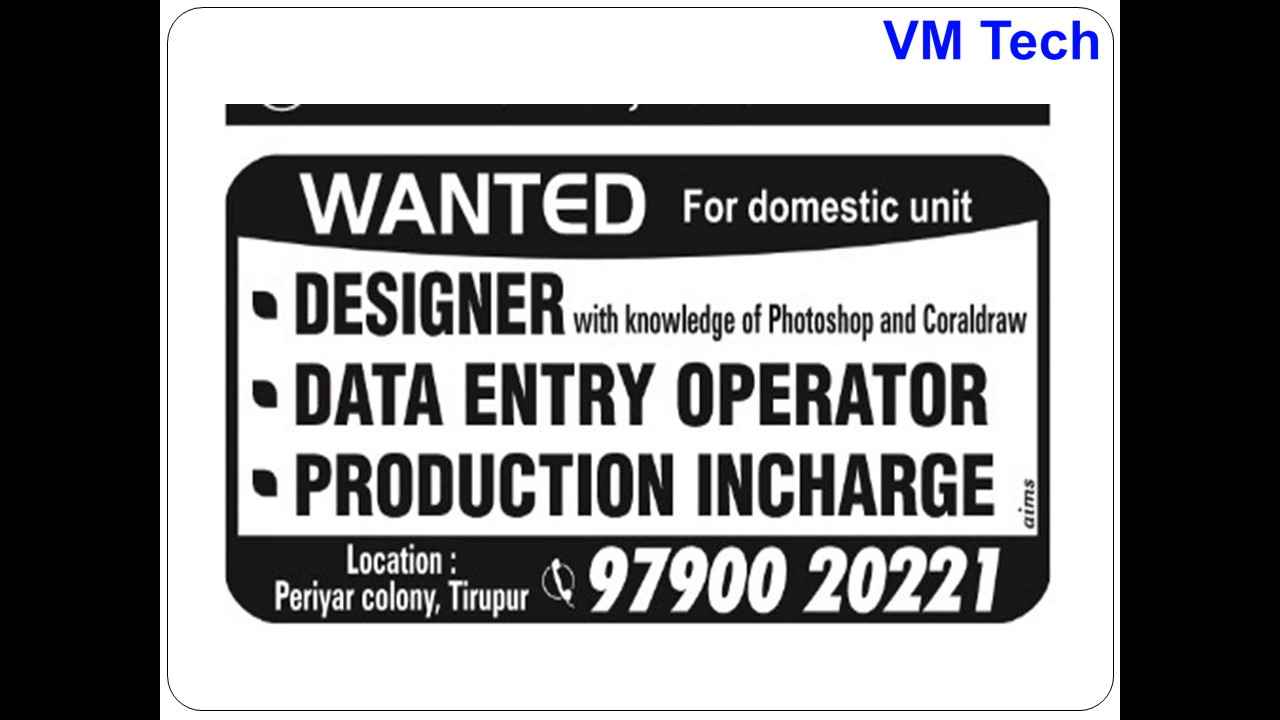 VM Tech
WANTED For domestic unit
DESIGNER with knowledge of Photoshop and Coraldraw
DATA ENTRY OPERATOR
PRODUCTION INCHARGE
aims
Location :
Periyar colony, Tirupur
97900 20221